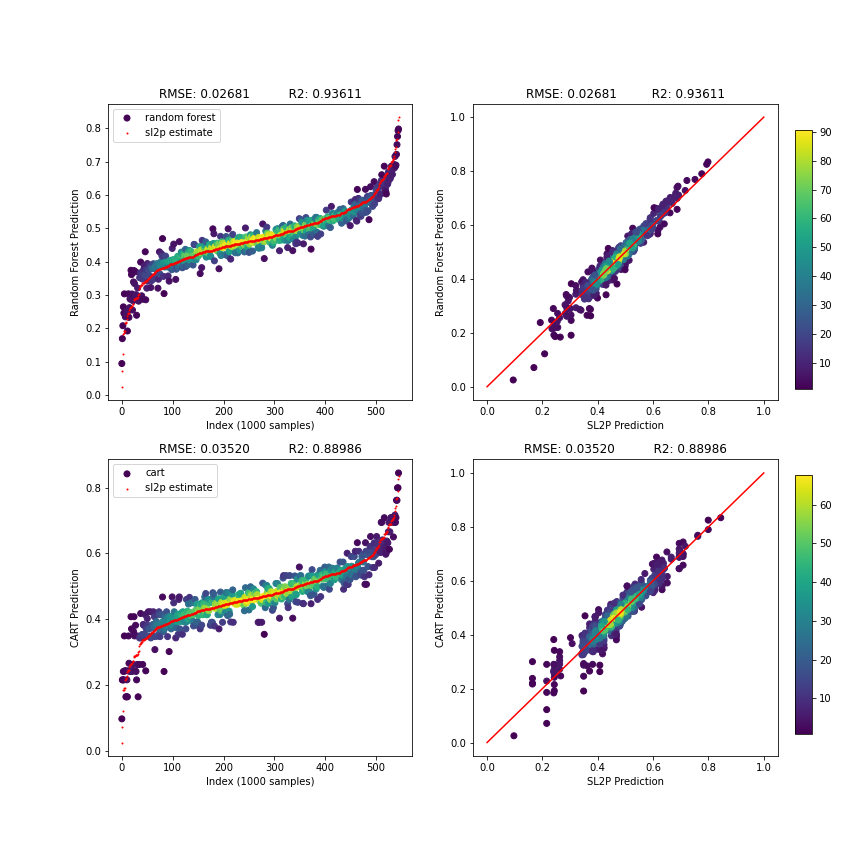 RMSE: 0.02681 R2: 0.93611
random forest
sl2p estimate
Random Forest Prediction
0.8
0.7
0.6
0.5
0.4
0.3
0.2
0.1
0.0
0 100 200 300 400 500
Index (1000 samples)
RMSE: 0.02681 R2: 0.93611
Random Forest Prediction
1.0
0.8
0.6
0.4
0.2
0.0
0.0 0.2 0.4 0.6 0.8 1.0
SL2P Prediction
90
80
70
60
50
40
30
20
10
RMSE: 0.03520 R2: 0.88986
cart
sl2p estimate
CART Prediction
0.8
0.6
0.4
0.2
0.0
0 100 200 300 400 500
Index (1000 samples)
RMSE: 0.03520 R2: 0.88986
CART Prediction
1.0
0.8
0.6
0.4
0.2
0.0
0.0 0.2 0.4 0.6 0.8 1.0
SL2P Prediction
60
50
40
30
20
10